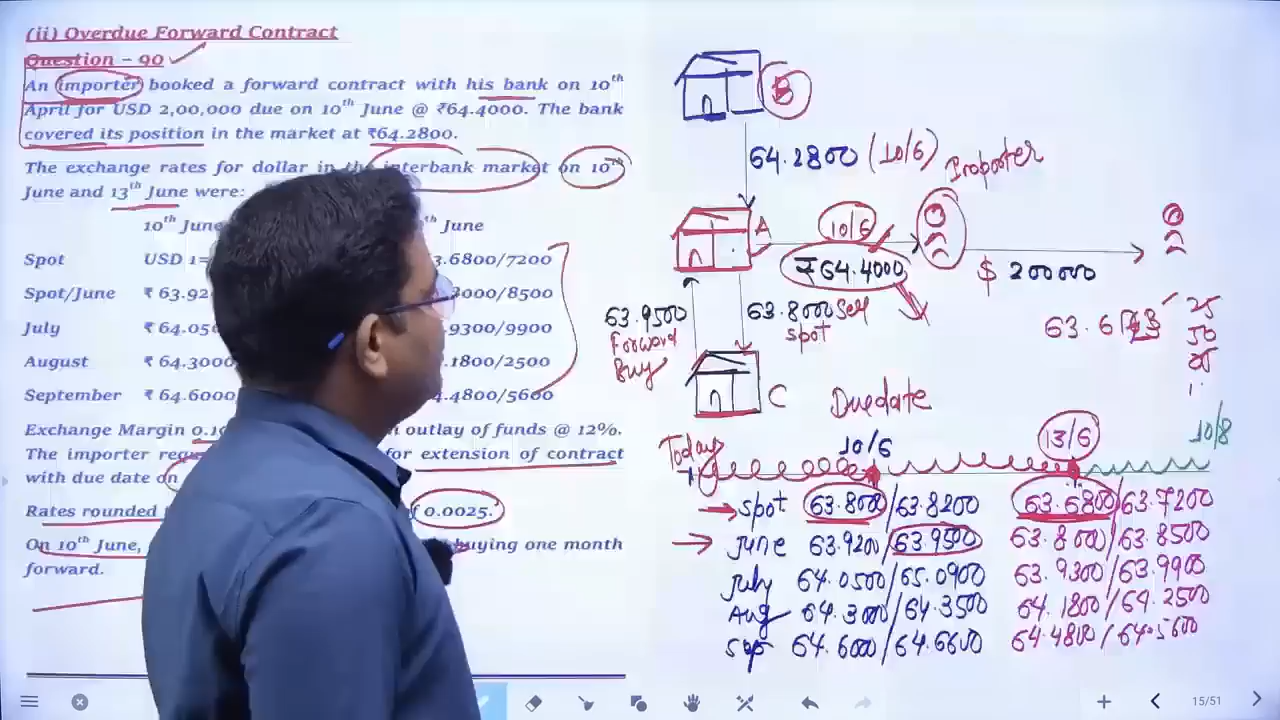 (ii) Overdue Forward Contract
Question – 90
An importer booked a forward contract with his bank on 10th
April for USD 2,00,000 due on 10th June @ ₹64.4000. The bank
covered its position in the market at ₹64.2800.
The exchange rates for dollar in the interbank market on 10th
June and 13th June were:
10th June June
Spot USD 1= .6800/7200
Spot/June ₹ 63.92 8000/8500
July ₹ 64.05 .9300/9900
August ₹ 64.3000 .1800/2500
September ₹ 64.6000 .4800/5600
Exchange Margin outlay of funds @ 12%.
The importer for extension of contract
with due date on
Rates rounded 0.0025.
On 10th June, buying one month
forward.
B
64.2800 (10/6)
Importer
A
10/6
₹64.4000
$ 200000
63.9500
Forward
Buy
63.8000 Sell
spot
C
63.6
25
50
Due date
Today
10/6
13/6
10/8
spot 63.8000/63.8200 63.6800/63.7200
June 63.9200/63.9500 63.8000/63.8500
July 64.0500/65.0900 63.9300/63.9900
Aug 64.3000/64.3500 64.1800/64.2500
Sep 64.6000/64.6600 64.4800/64.5600
15/51